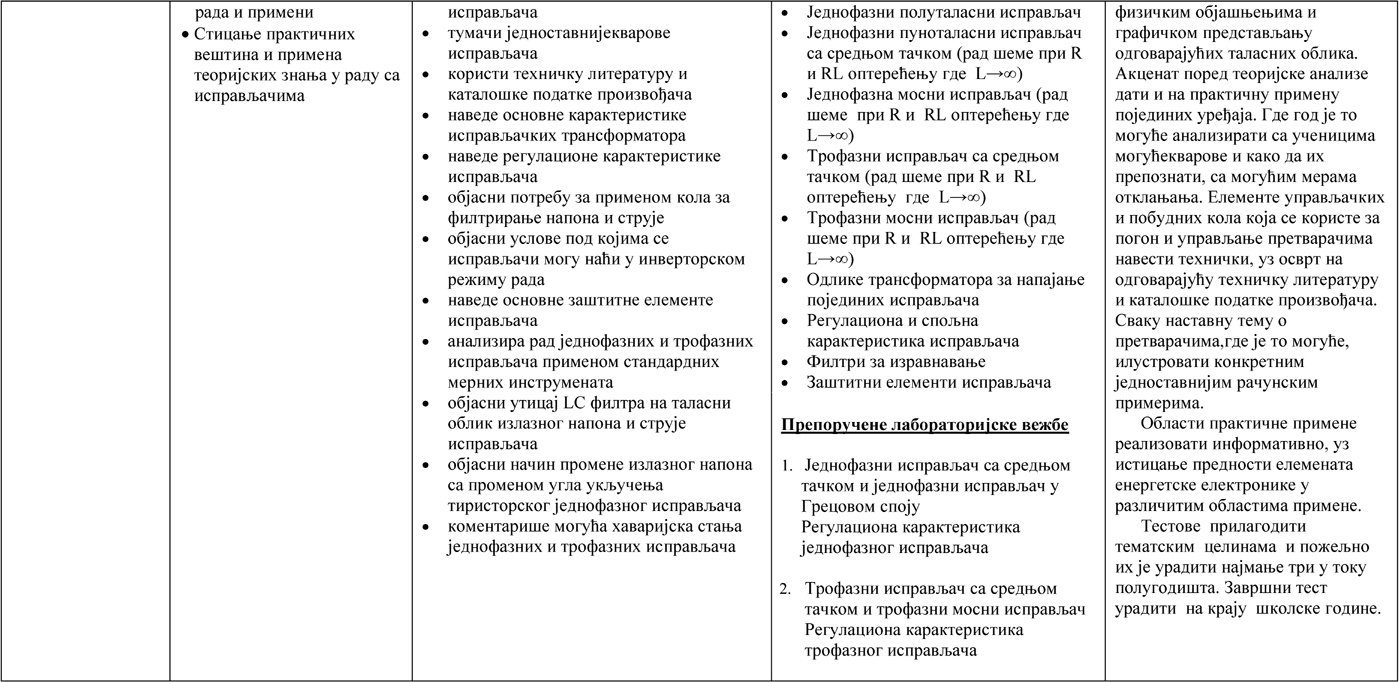 рада и примени
• Стицање практичних
вештина и примена
теоријских знања у раду са
исправљачима
исправљача
• тумачи једноставнијекварове
исправљача
• користи техничку литературу и
каталошке податке произвођача
• наведе основне карактеристике
исправљачких трансформатора
• наведе регулационе карактеристике
исправљача
• објасни потребу за применом кола за
филтрирање напона и струје
• објасни услове под којима се
исправљачи могу наћи у инверторском
режиму рада
• наведе основне заштитне елементе
исправљача
• анализира рад једнофазних и трофазних
исправљача применом стандардних
мерних инструмената
• објасни утицај LC филтра на таласни
облик излазног напона и струје
исправљача
• објасни начин промене излазног напона
са променом угла укључења
тиристорског једнофазног исправљача
• коментарише могућа хаваријска стања
једнофазних и трофазних исправљача
• Једнофазни полуталасни исправљач
• Једнофазни пуноталасни исправљач
са средњом тачком (рад шеме при R
и RL оптерећењу где L→∞)
• Једнофазна мосни исправљач (рад
шеме при R и RL оптерећењу где
L→∞)
• Трофазни исправљач са средњом
тачком (рад шеме при R и RL
оптерећењу где L→∞)
• Трофазни мосни исправљач (рад
шеме при R и RL оптерећењу где
L→∞)
• Одлике трансформатора за напајање
појединих исправљача
• Регулациона и спољна
карактеристика исправљача
• Филтри за изравнавање
• Заштитни елементи исправљача
Препоручене лабораторијске вежбе
1. Једнофазни исправљач са средњом
тачком и једнофазни исправљач у
Грецовом споју
Регулациона карактеристика
једнофазног исправљача
2. Трофазни исправљач са средњом
тачком и трофазни мосни исправљач
Регулациона карактеристика
трофазног исправљача
физичким објашњењима и
графичком представљању
одговарајућих таласних облика.
Акценат поред теоријске анализе
дати и на практичну примену
појединих уређаја. Где год је то
могуће анализирати са ученицима
могућекварове и како да их
препознати, са могућим мерама
отклањања. Елементе управљачких
и побудних кола која се користе за
погон и управљање претварачима
навести технички, уз осврт на
одговарајућу техничку литературу
и каталошке податке произвођача.
Сваку наставну тему о
претварачима,где је то могуће,
илустровати конкретним
једноставнијим рачунским
примерима.
Области практичне примене
реализовати информативно, уз
истицање предности елемената
енергетске електронике у
различитим областима примене.
Тестове прилагодити
тематским целинама и пожељно
их је урадити најмање три у току
полугодишта. Завршни тест
урадити на крају школске године.